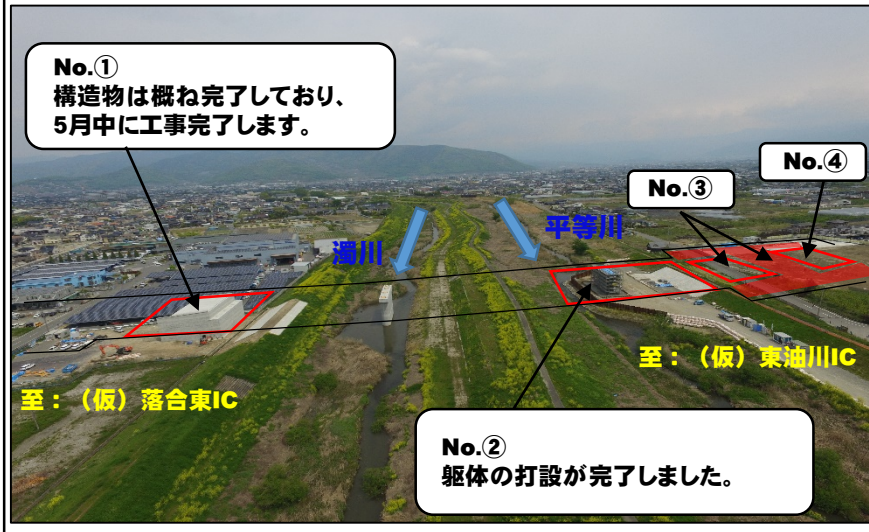 No.①
構造物は概ね完了しており、
5月中に工事完了します。
No.④
No.③
濁川
平等川
至：（仮）東油川IC
至：（仮）落合東IC
No.②
躯体の打設が完了しました。